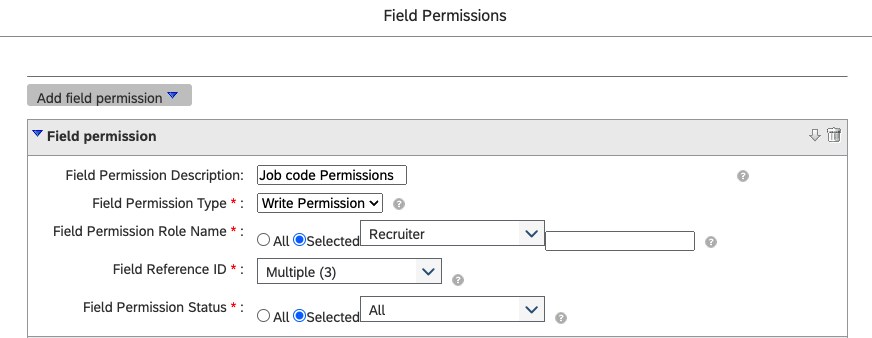 Field Permissions
Add field permission
Field permission
Field Permission Description: Job code Permissions ?
Field Permission Type * : Write Permission ?
Field Permission Role Name * : All Selected Recruiter ?
Field Reference ID * : Multiple (3) ?
Field Permission Status * : All Selected All ?